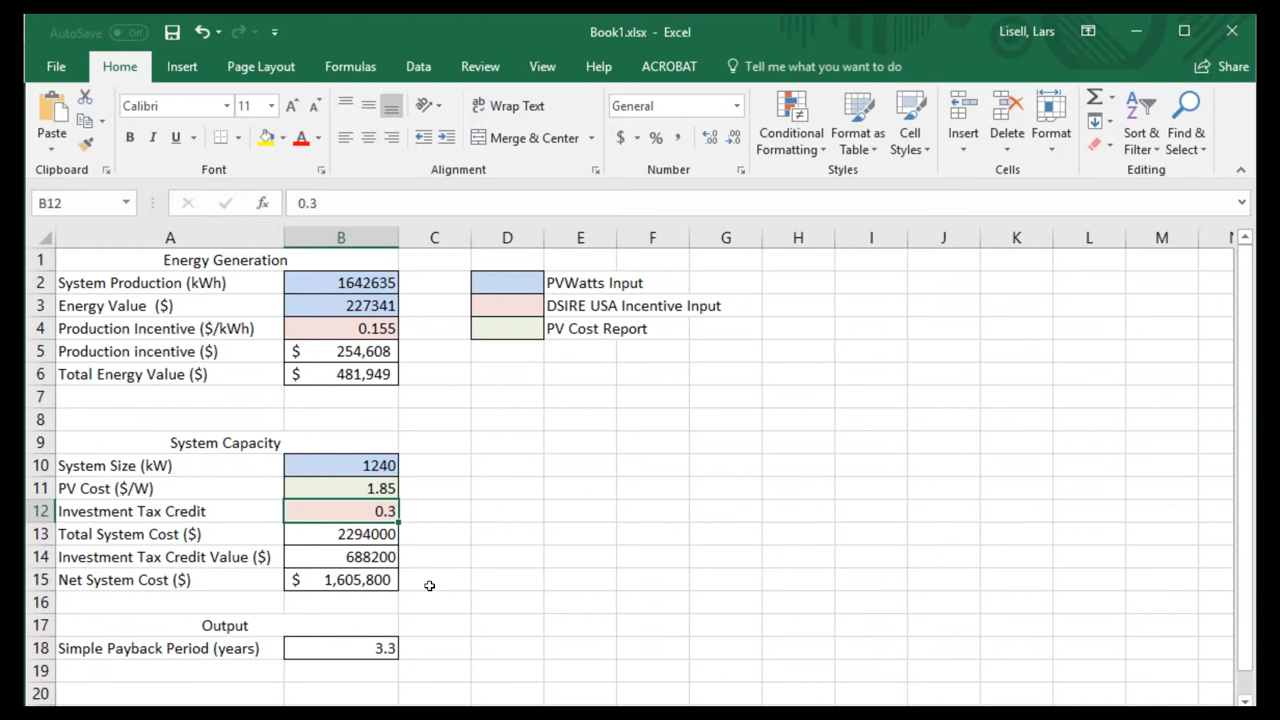 AutoSave Off Book1.xlsx - Excel Lisell, Lars
File Home Insert Page Layout Formulas Data Review View Help ACROBAT Tell me what you want to do Share
Paste Calibri 11 A A Wrap Text General Conditional Formatting Format as Table Cell Styles Insert Delete Format Sort & Filter Find & Select
B I U A Merge & Center $ % , .00 .00
Clipboard Font Alignment Number Styles Cells Editing
B12 fx 0.3
A B C D E F G H I J K L M N
1 Energy Generation
2 System Production (kWh) 1642635 PVWatts Input
3 Energy Value ($) 227341 DSIRE USA Incentive Input
4 Production Incentive ($/kWh) 0.155 PV Cost Report
5 Production incentive ($) $ 254,608
6 Total Energy Value ($) $ 481,949
7
8
9 System Capacity
10 System Size (kW) 1240
11 PV Cost ($/W) 1.85
12 Investment Tax Credit 0.3
13 Total System Cost ($) 2294000
14 Investment Tax Credit Value ($) 688200
15 Net System Cost ($) $ 1,605,800
16
17 Output
18 Simple Payback Period (years) 3.3
19
20